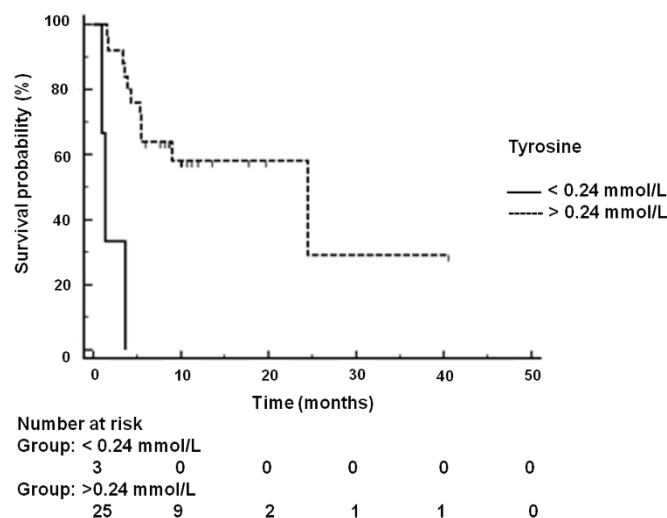 100
80
60
40
20
0
Survival probability (%)
0 10 20 30 40 50
Time (months)
Tyrosine
< 0.24 mmol/L
> 0.24 mmol/L
Number at risk
Group: < 0.24 mmol/L
3 0 0 0 0 0
Group: >0.24 mmol/L
25 9 2 1 1 0